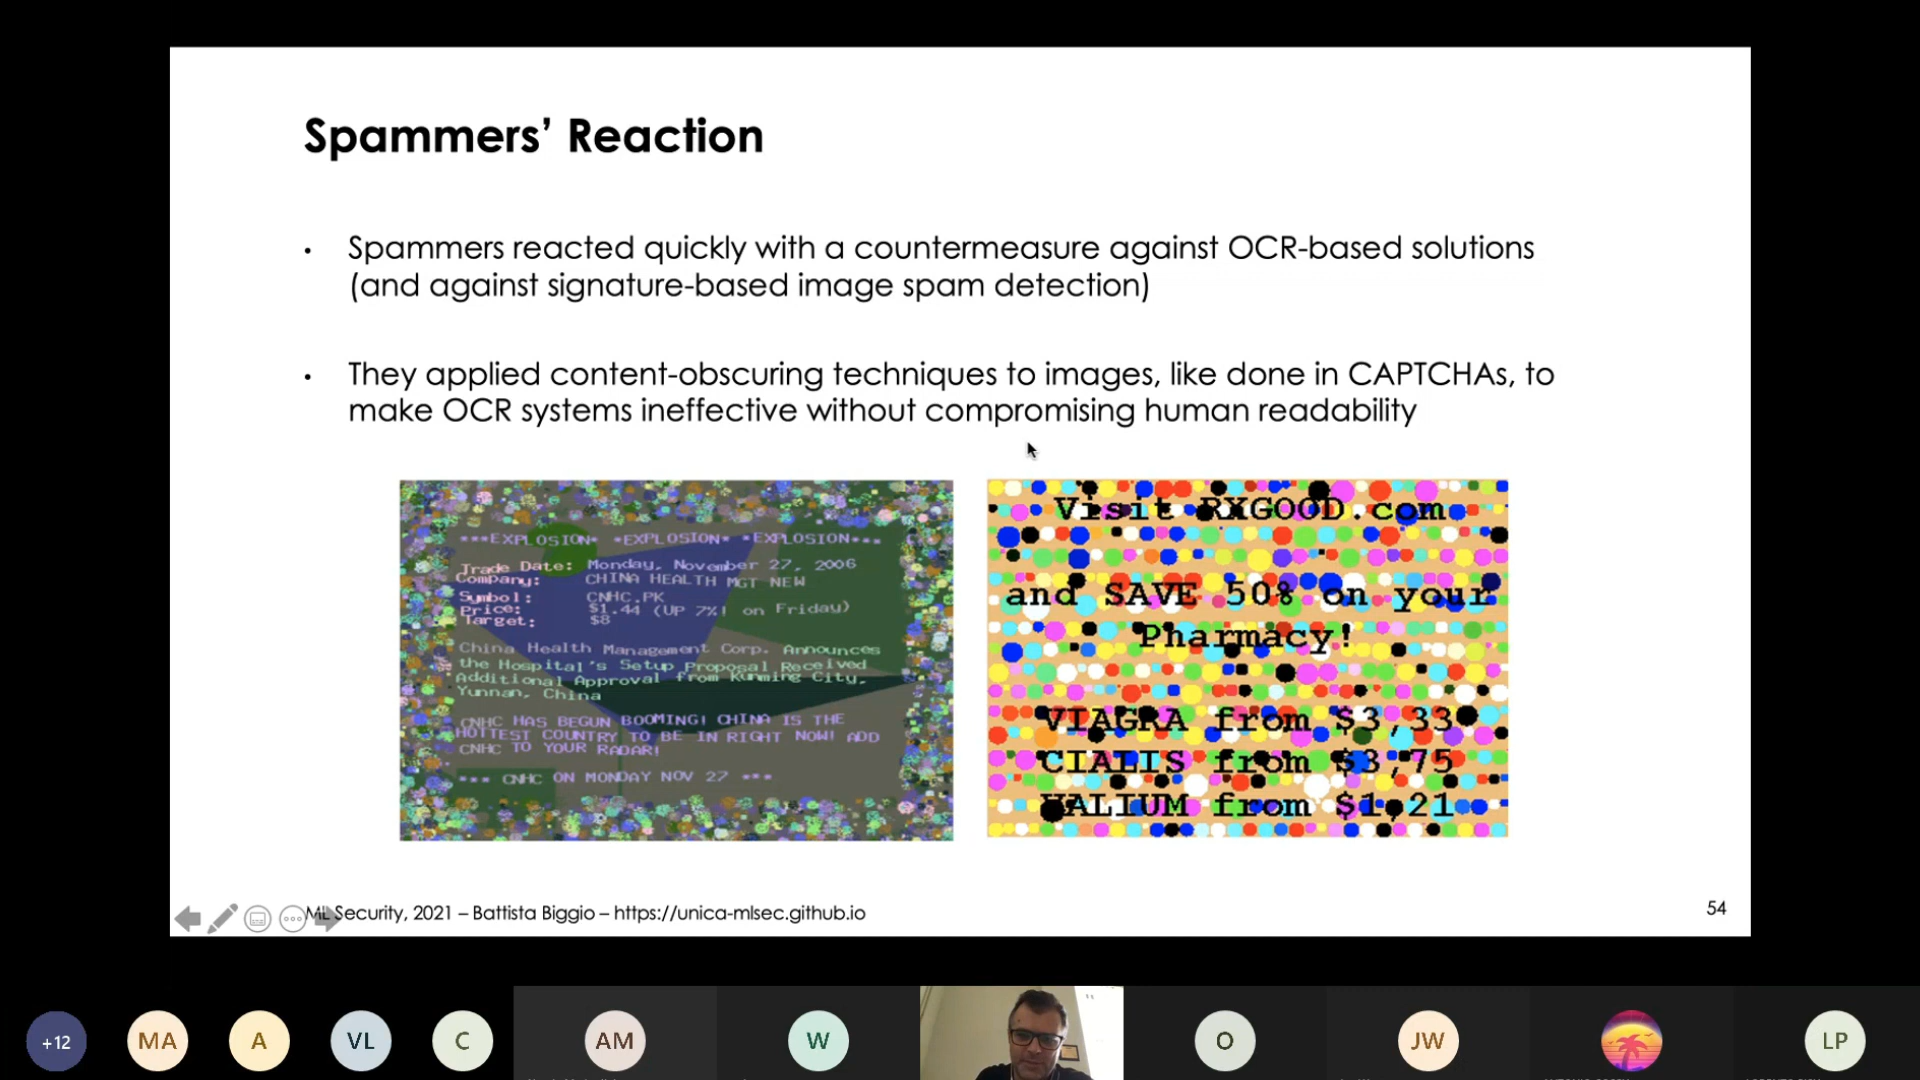 Spammers' Reaction
• Spammers reacted quickly with a countermeasure against OCR-based solutions
(and against signature-based image spam detection)
• They applied content-obscuring techniques to images, like done in CAPTCHAs, to
make OCR systems ineffective without compromising human readability
***EXPLOSION* *EXPLOSION* *EXPLOSION***
Trade Date: Monday, November 27, 2006
Company: CHINA HEALTH MGT NEW
Symbol: CNHC.PK
Price: $1.44 (UP 7%! on Friday)
Target: $8
China Health Management Corp. Announces
the Hospital's Setup Proposal Received
Additional Approval from Kunming City,
Yunnan, China
CNHC HAS BEGUN BOOMING! CHINA IS THE
HOTTEST COUNTRY TO BE IN RIGHT NOW! ADD
CNHC TO YOUR RADAR!
*** CNHC ON MONDAY NOV 27 ***
Visit RXGOOD.com
and SAVE 50% on your
Pharmacy!
VIAGRA from $3,33
CIALIS from $3,75
VALIUM from $1,21
ML Security, 2021 – Battista Biggio – https://unica-mlsec.github.io
54
+12
MA
A
VL
C
AM
W
O
JW
LP